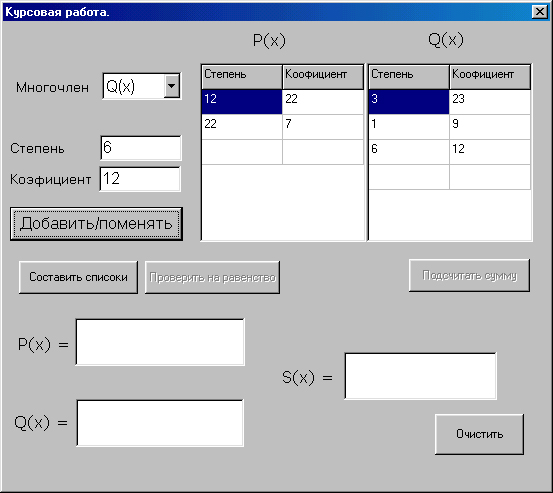 Курсовая работа.
P(x) Q(x)
Многочлен Q(x)
Степень Коофициент Степень Коофициент
12 22 3 23
22 7 1 9
6 12
Степень 6
Коэфициент 12
Добавить/поменять
Составить списоки Проверить на равенство Подсчитать сумму
P(x) =
S(x) =
Q(x) =
Очистить